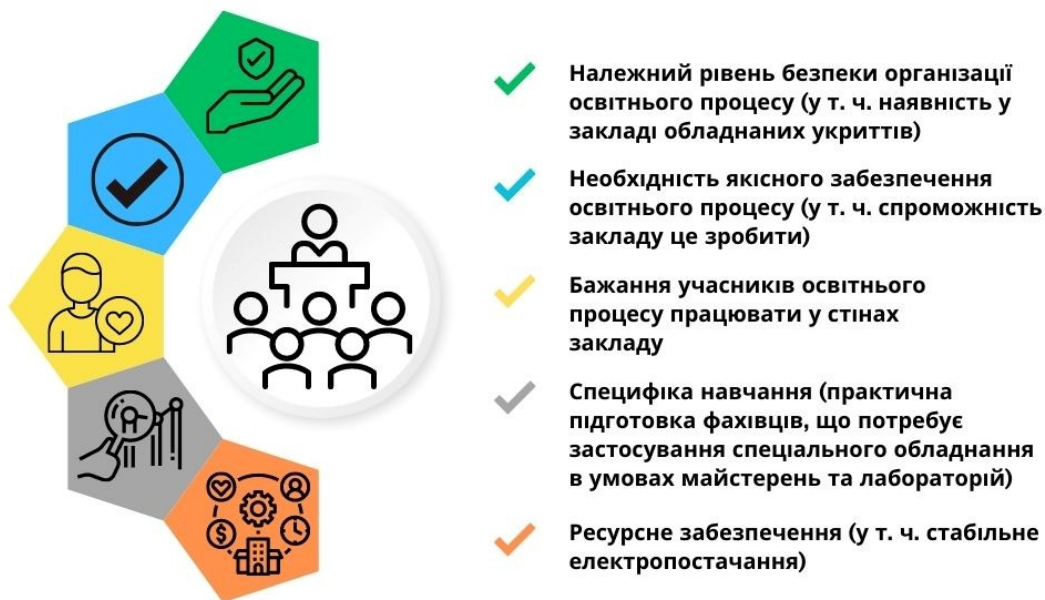 Належний рівень безпеки організації
освітнього процесу (у т. ч. наявність у
закладі обладнаних укриттів)
Необхідність якісного забезпечення
освітнього процесу (у т. ч. спроможність
закладу це зробити)
Бажання учасників освітнього
процесу працювати у стінах
закладу
Специфіка навчання (практична
підготовка фахівців, що потребує
застосування спеціального обладнання
в умовах майстерень та лабораторій)
Ресурсне забезпечення (у т. ч. стабільне
електропостачання)